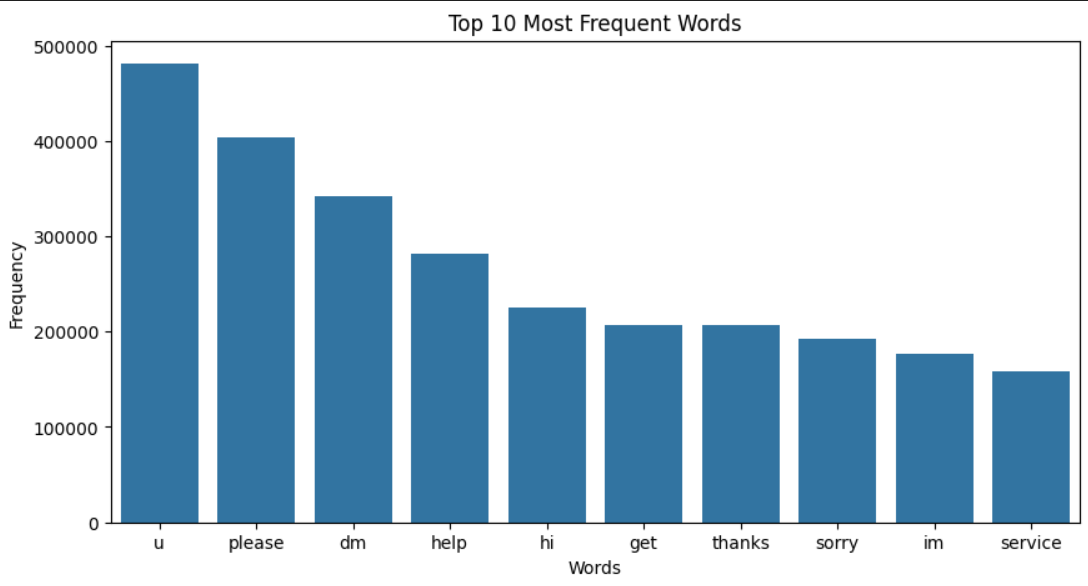 Top 10 Most Frequent Words
500000
400000
300000
200000
100000
0
Frequency
u please dm help hi get thanks sorry im service
Words